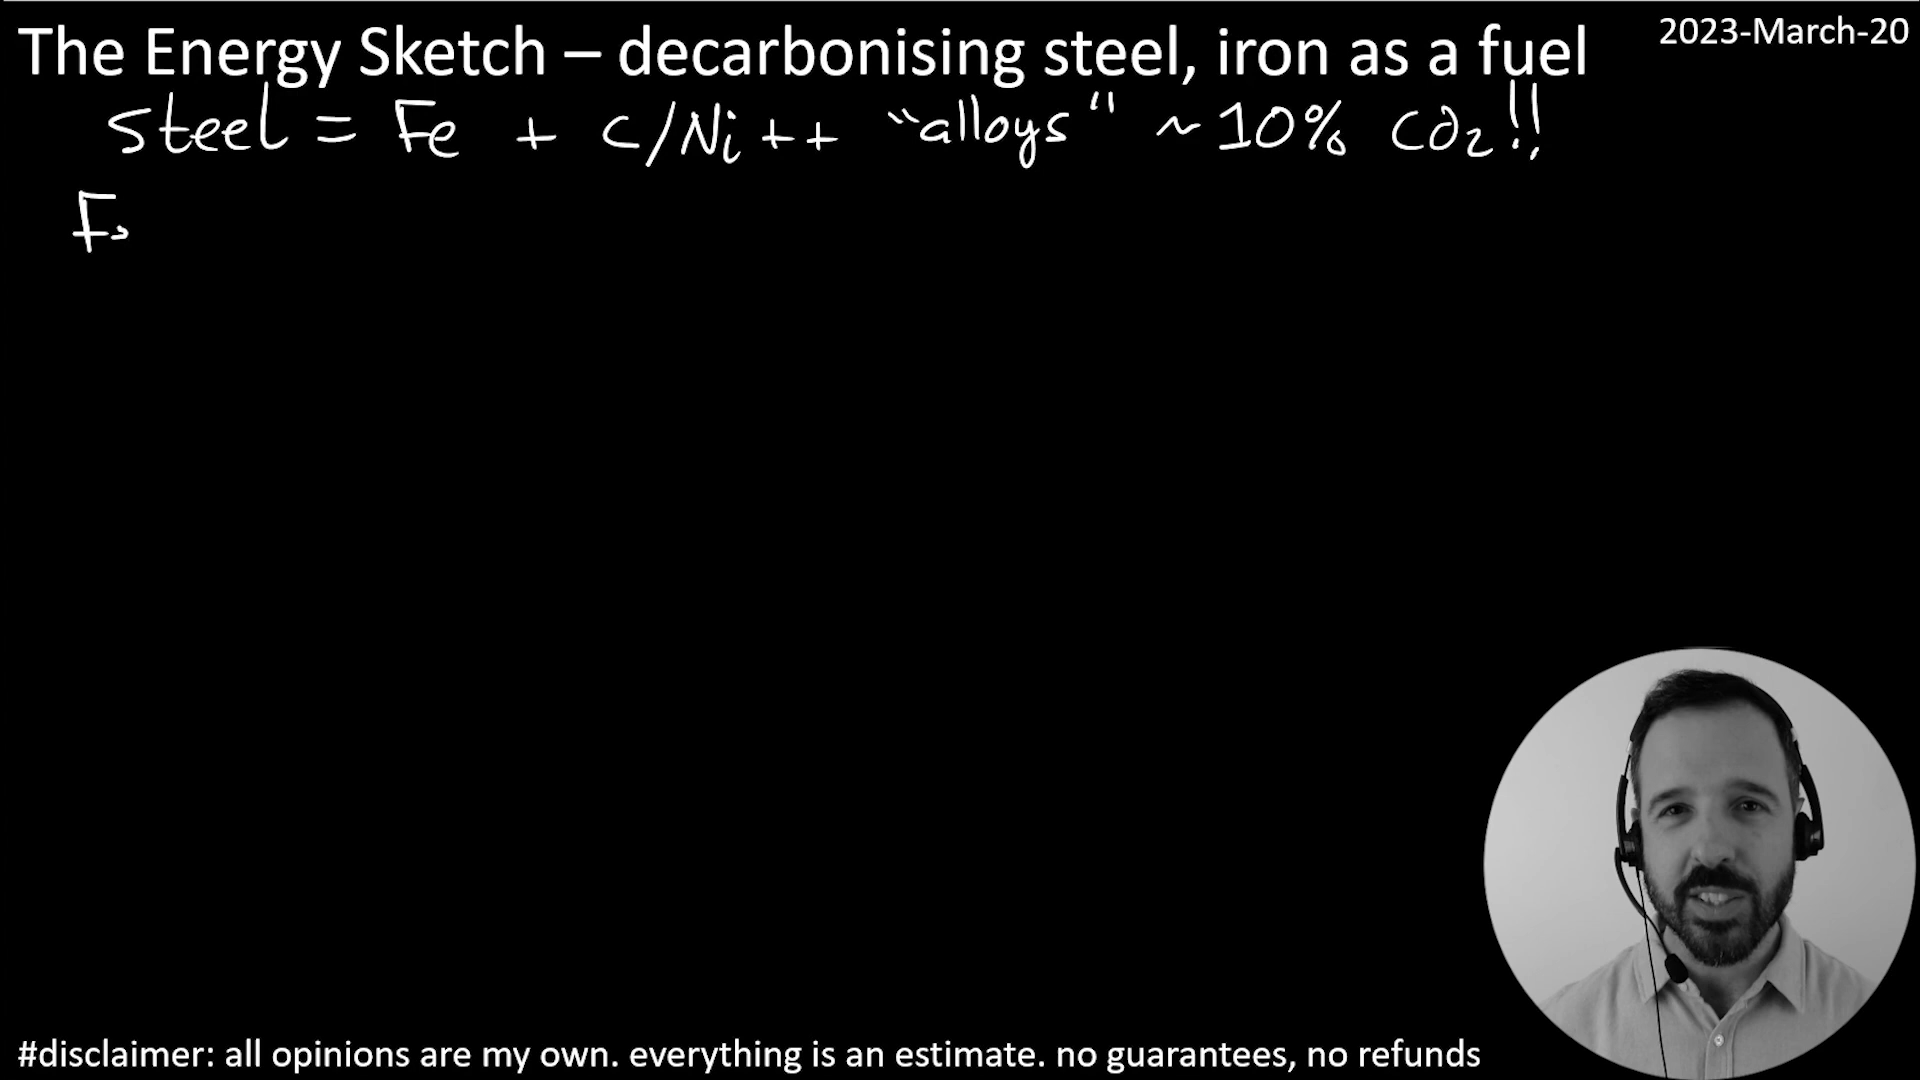 The Energy Sketch – decarbonising steel, iron as a fuel
2023-March-20
steel = Fe + C/Ni ++ "alloys" ~10% CO2!!
F
#disclaimer: all opinions are my own. everything is an estimate. no guarantees, no refunds